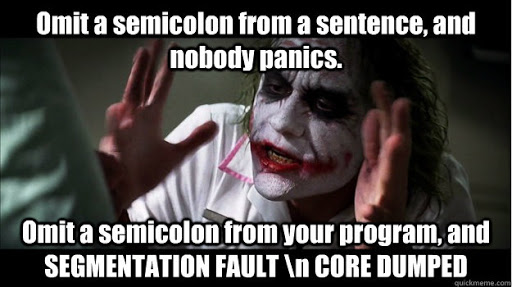 Omit a semicolon from a sentence, and
nobody panics.
Omit a semicolon from your program, and
SEGMENTATION FAULT \n CORE DUMPED
quickmeme.com